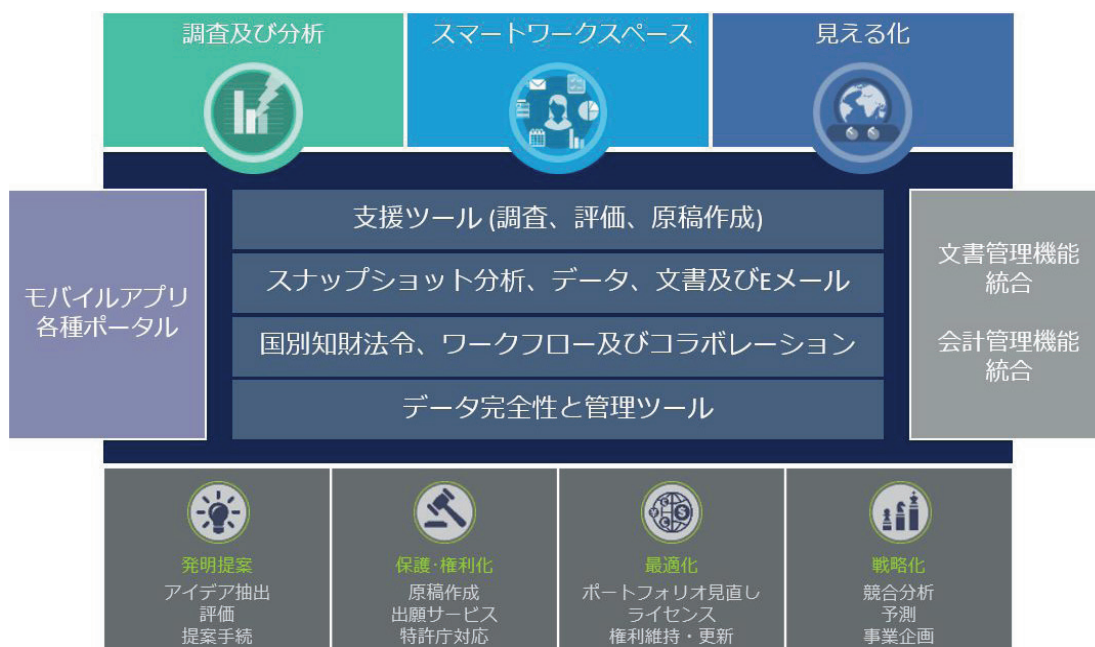 調査及び分析
スマートワークスペース
見える化
モバイルアプリ
各種ポータル
支援ツール (調査、評価、原稿作成)
スナップショット分析、データ、文書及びEメール
国別知財法令、ワークフロー及びコラボレーション
データ完全性と管理ツール
文書管理機能
統合
会計管理機能
統合
発明提案
アイデア抽出
評価
提案手続
保護･権利化
原稿作成
出願サービス
特許庁対応
最適化
ポートフォリオ見直し
ライセンス
権利維持・更新
戦略化
競合分析
予測
事業企画